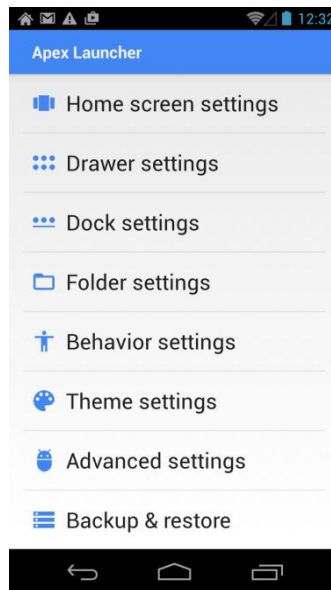 12:32
Apex Launcher
Home screen settings
Drawer settings
Dock settings
Folder settings
Behavior settings
Theme settings
Advanced settings
Backup & restore